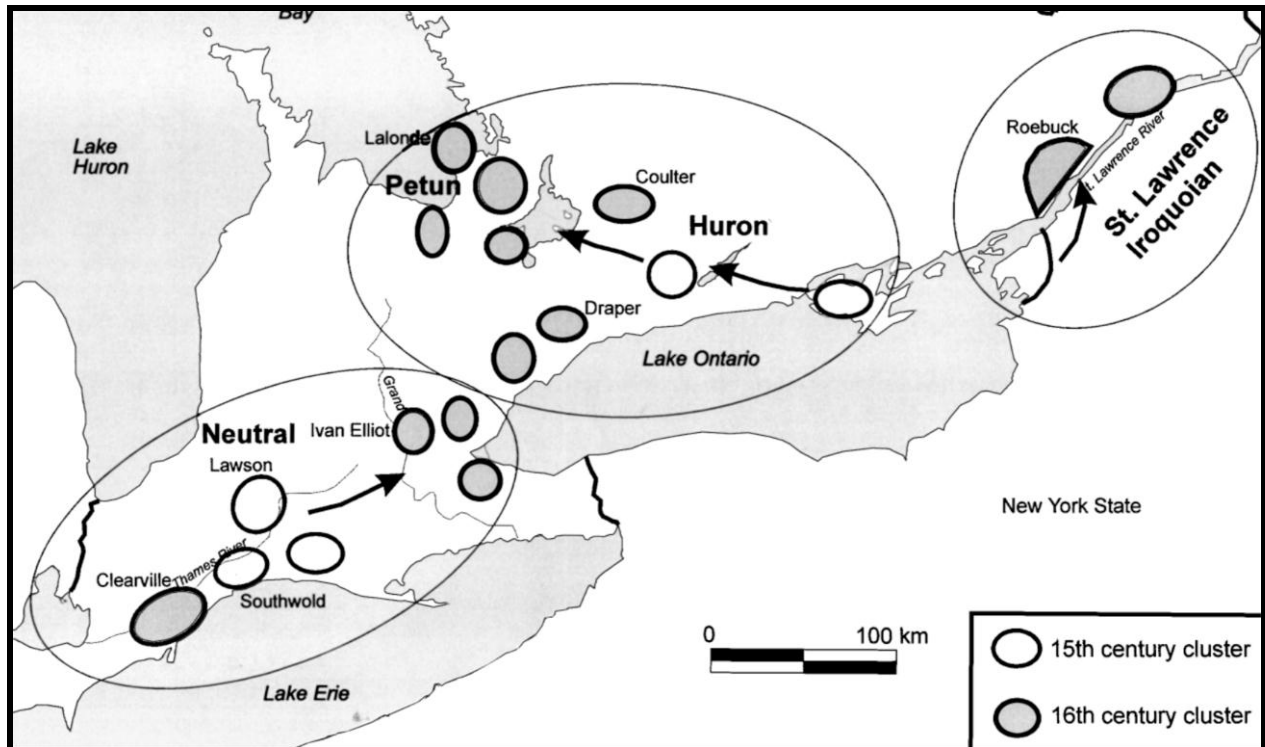 Bay
Lake
Huron
Lalonde
Petun
Coulter
Huron
Roebuck
t. Lawrence River
St. Lawrence
Iroquoian
Draper
Lake Ontario
Grand
Neutral
Ivan Elliot
Lawson
New York State
Clearville
Thames River
Southwold
Lake Erie
0
100 km
15th century cluster
16th century cluster